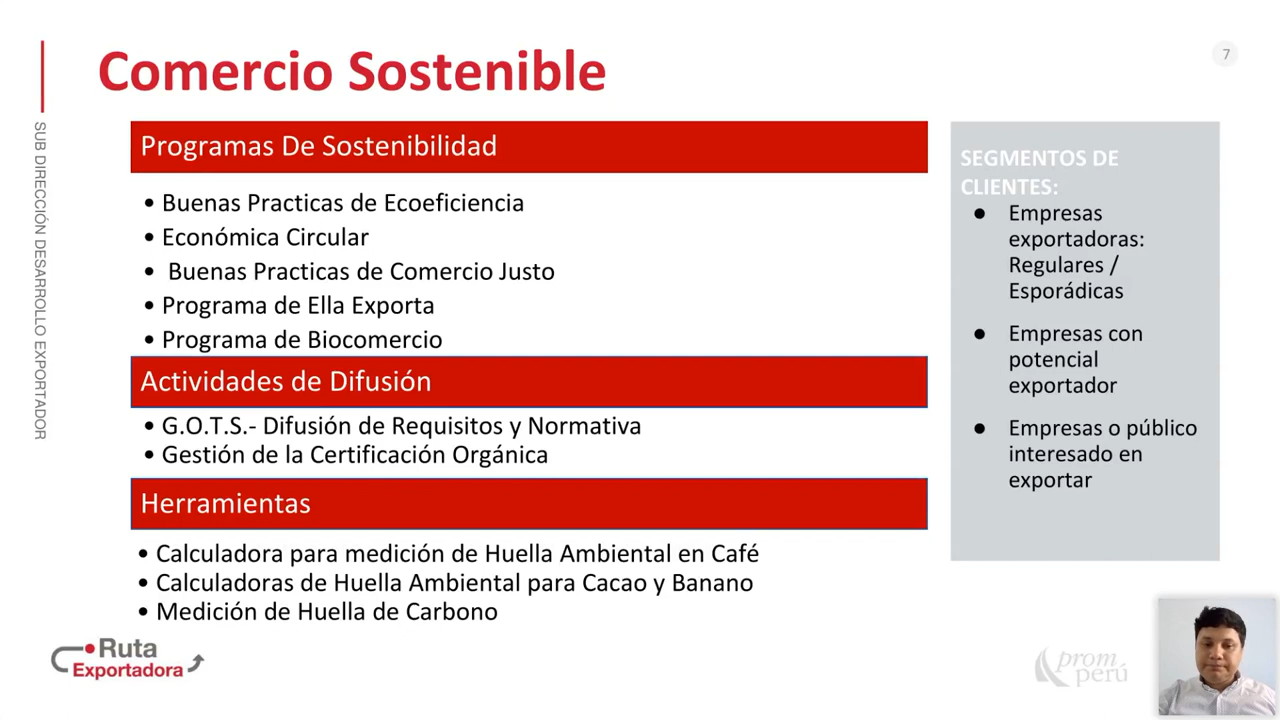 Comercio Sostenible
7
SUB DIRECCIÓN DESARROLLO EXPORTADOR
Programas De Sostenibilidad
• Buenas Practicas de Ecoeficiencia
• Económica Circular
• Buenas Practicas de Comercio Justo
• Programa de Ella Exporta
• Programa de Biocomercio
Actividades de Difusión
• G.O.T.S.- Difusión de Requisitos y Normativa
• Gestión de la Certificación Orgánica
Herramientas
• Calculadora para medición de Huella Ambiental en Café
• Calculadoras de Huella Ambiental para Cacao y Banano
• Medición de Huella de Carbono
SEGMENTOS DE
CLIENTES:
● Empresas
exportadoras:
Regulares /
Esporádicas
● Empresas con
potencial
exportador
● Empresas o público
interesado en
exportar
Ruta
Exportadora
prom
perú